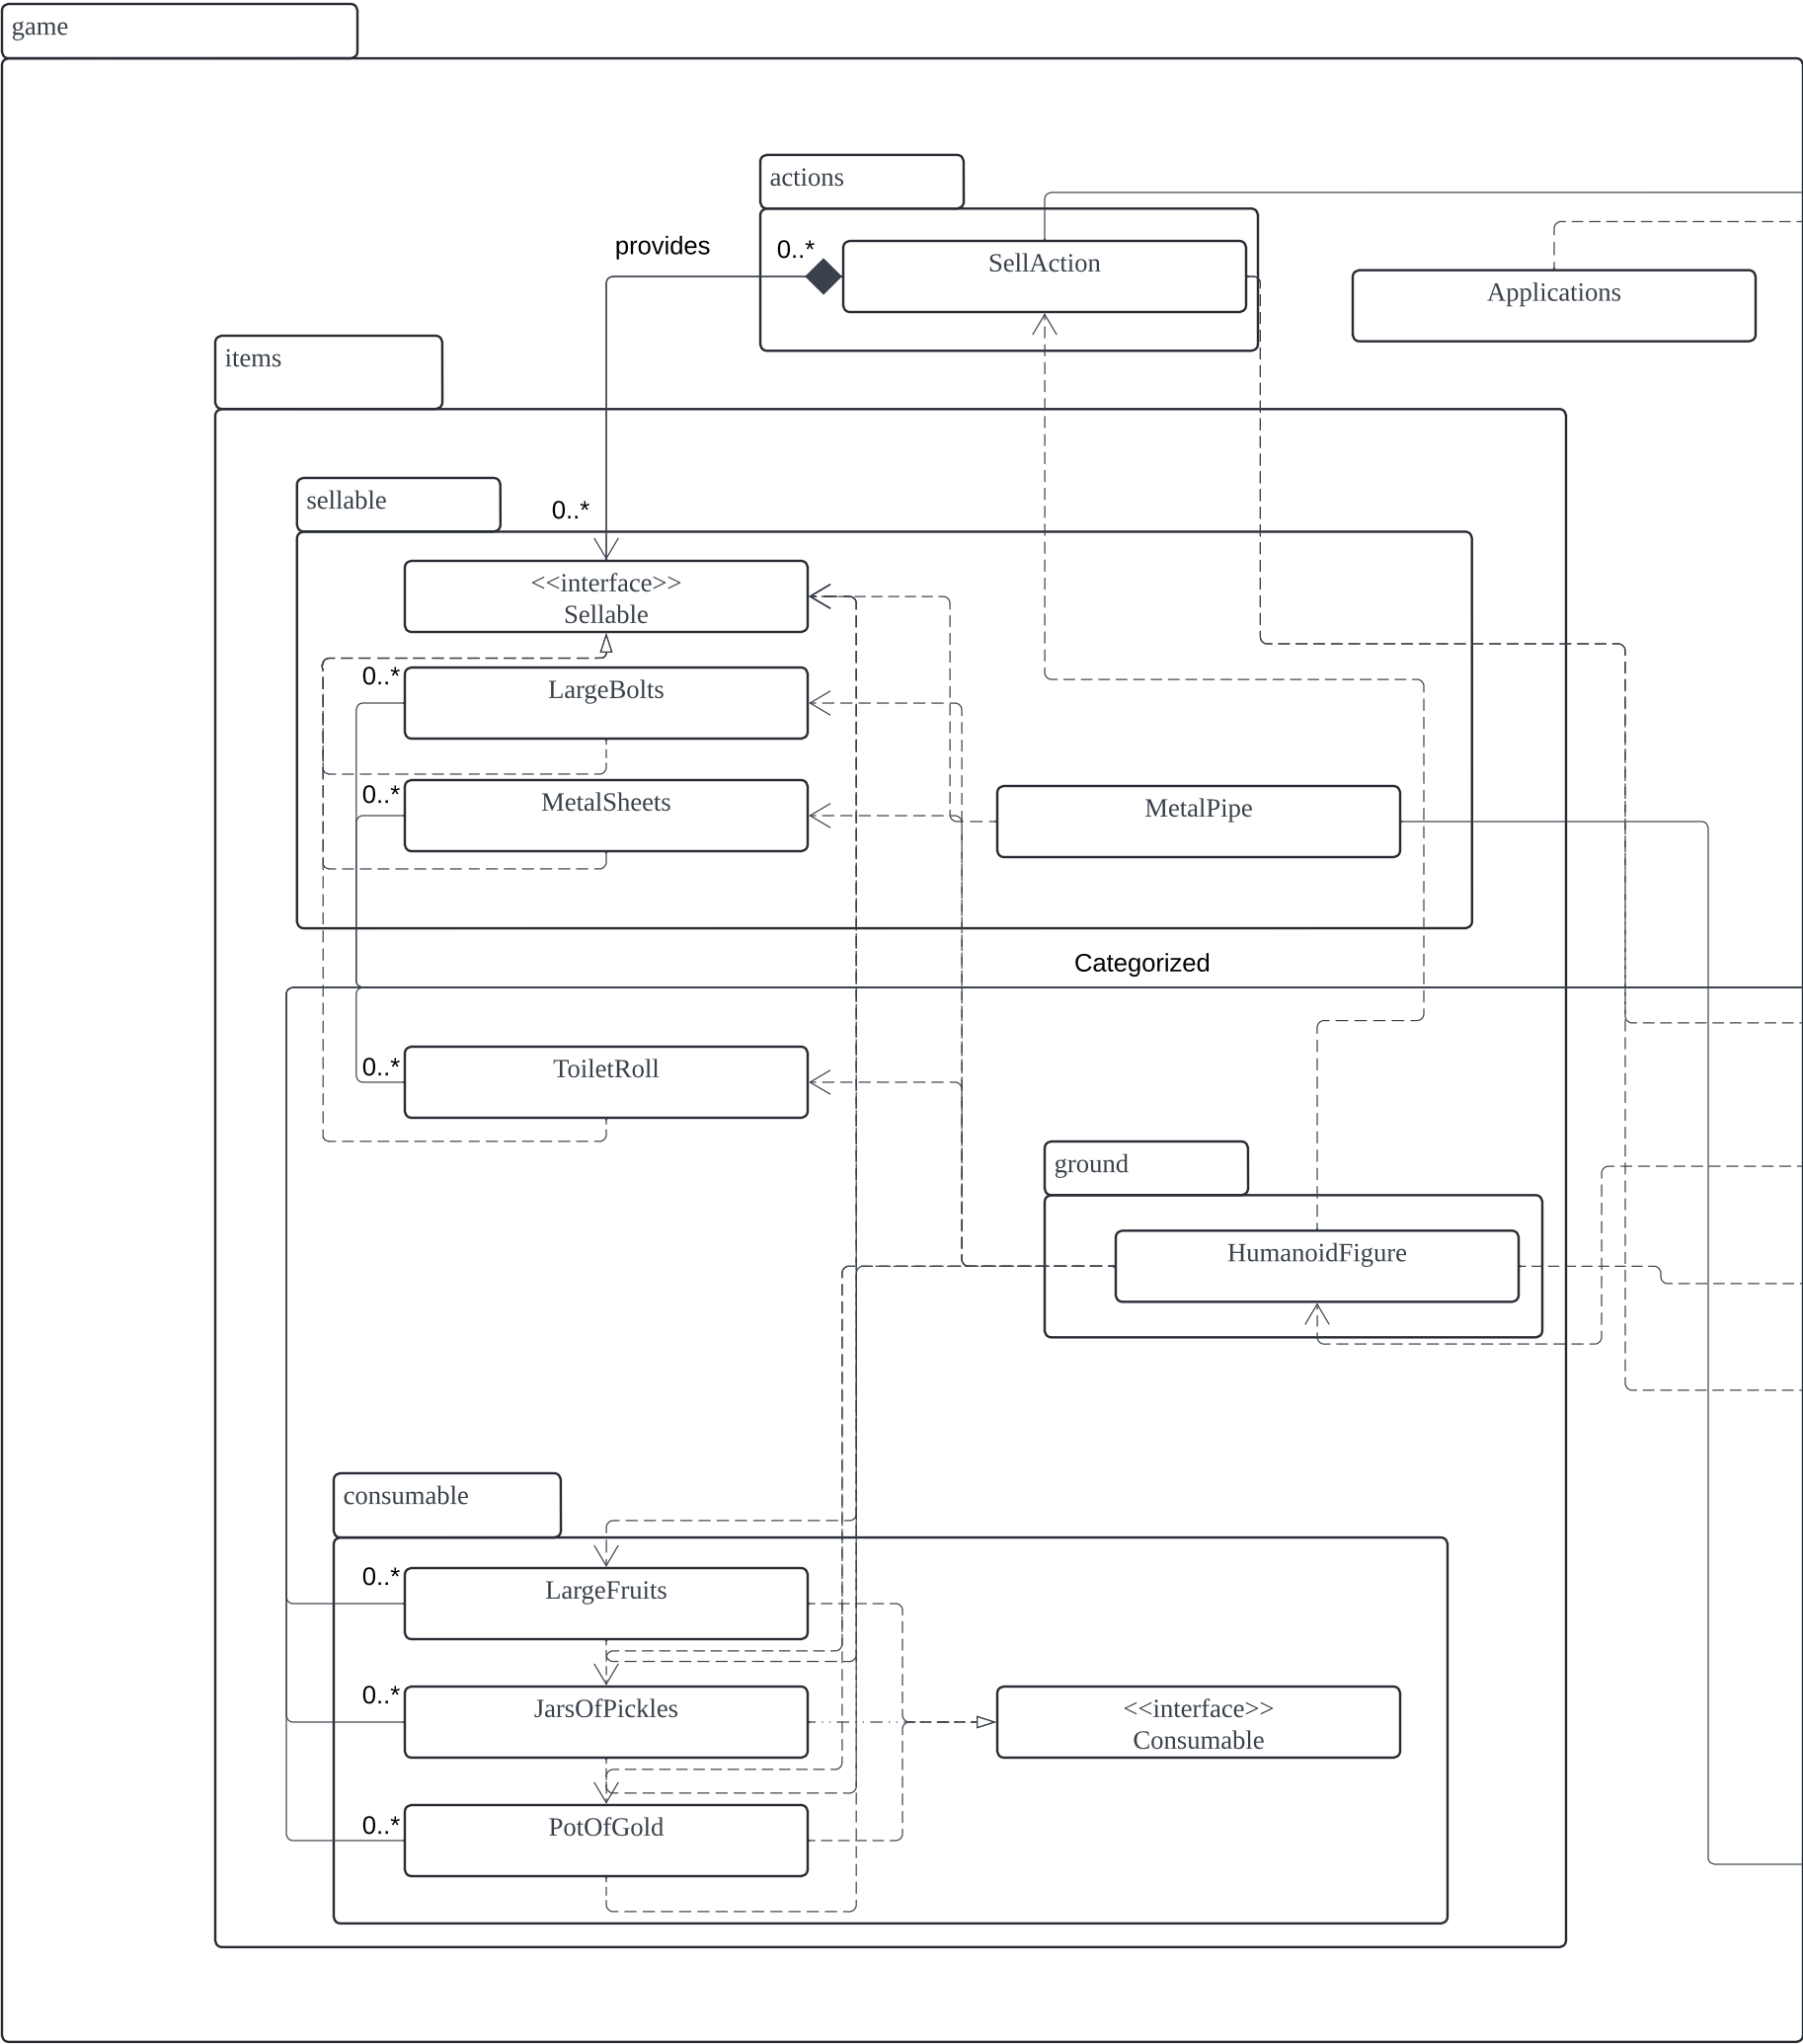 game
actions
provides
0..*
SellAction
Applications
items
sellable
0..*
<<interface>>
Sellable
0..*
LargeBolts
0..*
MetalSheets
MetalPipe
Categorized
0..*
ToiletRoll
ground
HumanoidFigure
consumable
0..*
LargeFruits
0..*
JarsOfPickles
<<interface>>
Consumable
0..*
PotOfGold